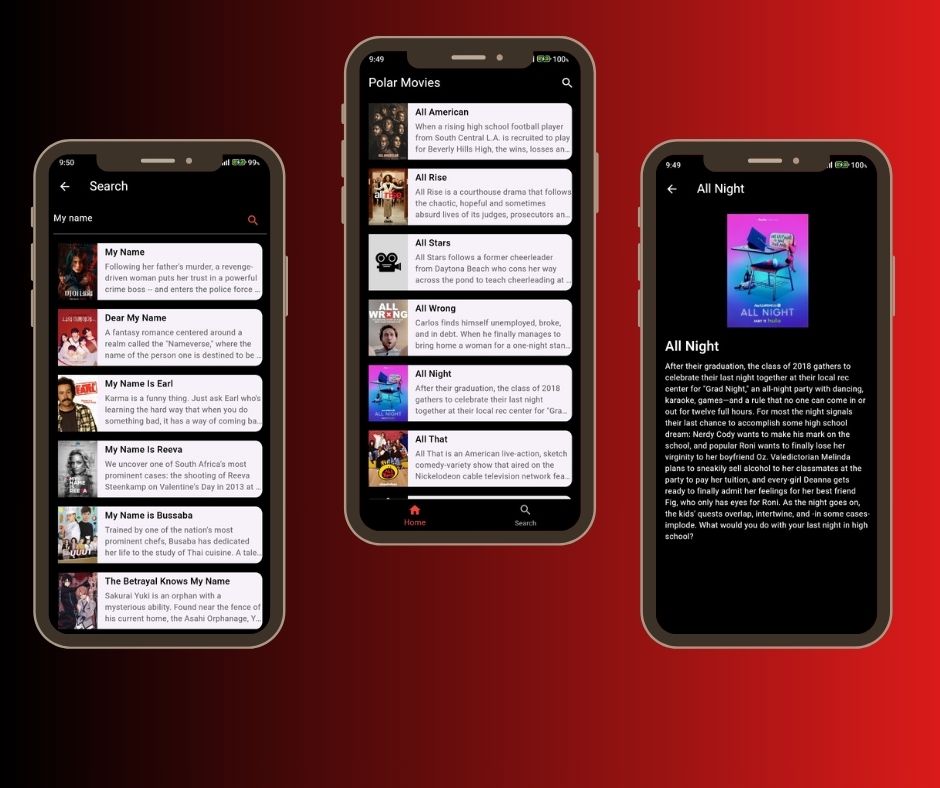 9:50
99%
Search
My name
My Name
Following her father's murder, a revenge-
driven woman puts her trust in a powerful
crime boss -- and enters the police force ...
Dear My Name
A fantasy romance centered around a
realm called the "Nameverse," where the
name of the person one is destined to be ...
My Name Is Earl
Karma is a funny thing. Just ask Earl who's
learning the hard way that when you do
something bad, it has a way of coming ba...
EARL
My Name Is Reeva
We uncover one of South Africa's most
prominent cases: the shooting of Reeva
Steenkamp on Valentine's Day in 2013 at ...
MY
NAME
IS
REEVA
My Name is Bussaba
Trained by one of the nation's most
prominent chefs, Busaba has dedicated
her life to the study of Thai cuisine. A tale...
The Betrayal Knows My Name
Sakurai Yuki is an orphan with a
mysterious ability. Found near the fence of
his current home, the Asahi Orphanage, Y...
9:49
100%
Polar Movies
All American
When a rising high school football player
from South Central L.A. is recruited to play
for Beverly Hills High, the wins, losses an...
All Rise
All Rise is a courthouse drama that follows
the chaotic, hopeful and sometimes
absurd lives of its judges, prosecutors an...
all rise
All Stars
All Stars follows a former cheerleader
from Daytona Beach who cons her way
across the pond to teach cheerleading at ...
All Wrong
Carlos finds himself unemployed, broke,
and in debt. When he finally manages to
bring home a woman for a one-night stan...
ALL
WRONG
All Night
After their graduation, the class of 2018
gathers to celebrate their last night
together at their local rec center for "Gra...
ALL NIGHT
All That
All That is an American live-action, sketch
comedy-variety show that aired on the
Nickelodeon cable television network fea...
Home
Search
9:49
100%
All Night
ALL NIGHT
MAY 11 hulu
All Night
After their graduation, the class of 2018 gathers to
celebrate their last night together at their local rec
center for "Grad Night," an all-night party with dancing,
karaoke, games—and a rule that no one can come in or
out for twelve full hours. For most the night signals
their last chance to accomplish some high school
dream: Nerdy Cody wants to make his mark on the
school, and popular Roni wants to finally lose her
virginity to her boyfriend Oz. Valedictorian Melinda
plans to sneakily sell alcohol to her classmates at the
party to pay her tuition, and every-girl Deanna gets
ready to finally admit her feelings for her best friend
Fig, who only has eyes for Roni. As the night goes on,
the kids' quests overlap, intertwine, and -in some cases-
implode. What would you do with your last night in high
school?